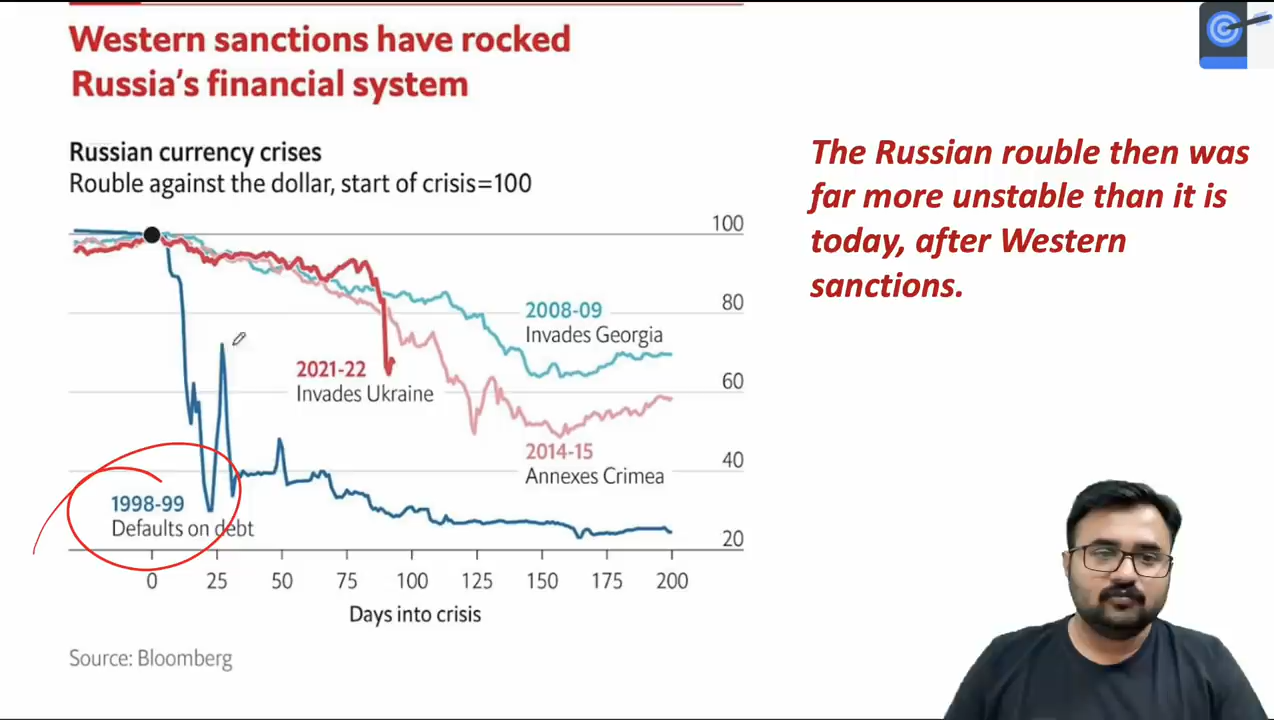 Western sanctions have rocked
Russia's financial system
Russian currency crises
Rouble against the dollar, start of crisis=100
The Russian rouble then was
far more unstable than it is
today, after Western
sanctions.
100
80
60
40
20
2008-09
Invades Georgia
2021-22
Invades Ukraine
2014-15
Annexes Crimea
1998-99
Defaults on debt
0 25 50 75 100 125 150 175 200
Days into crisis
Source: Bloomberg